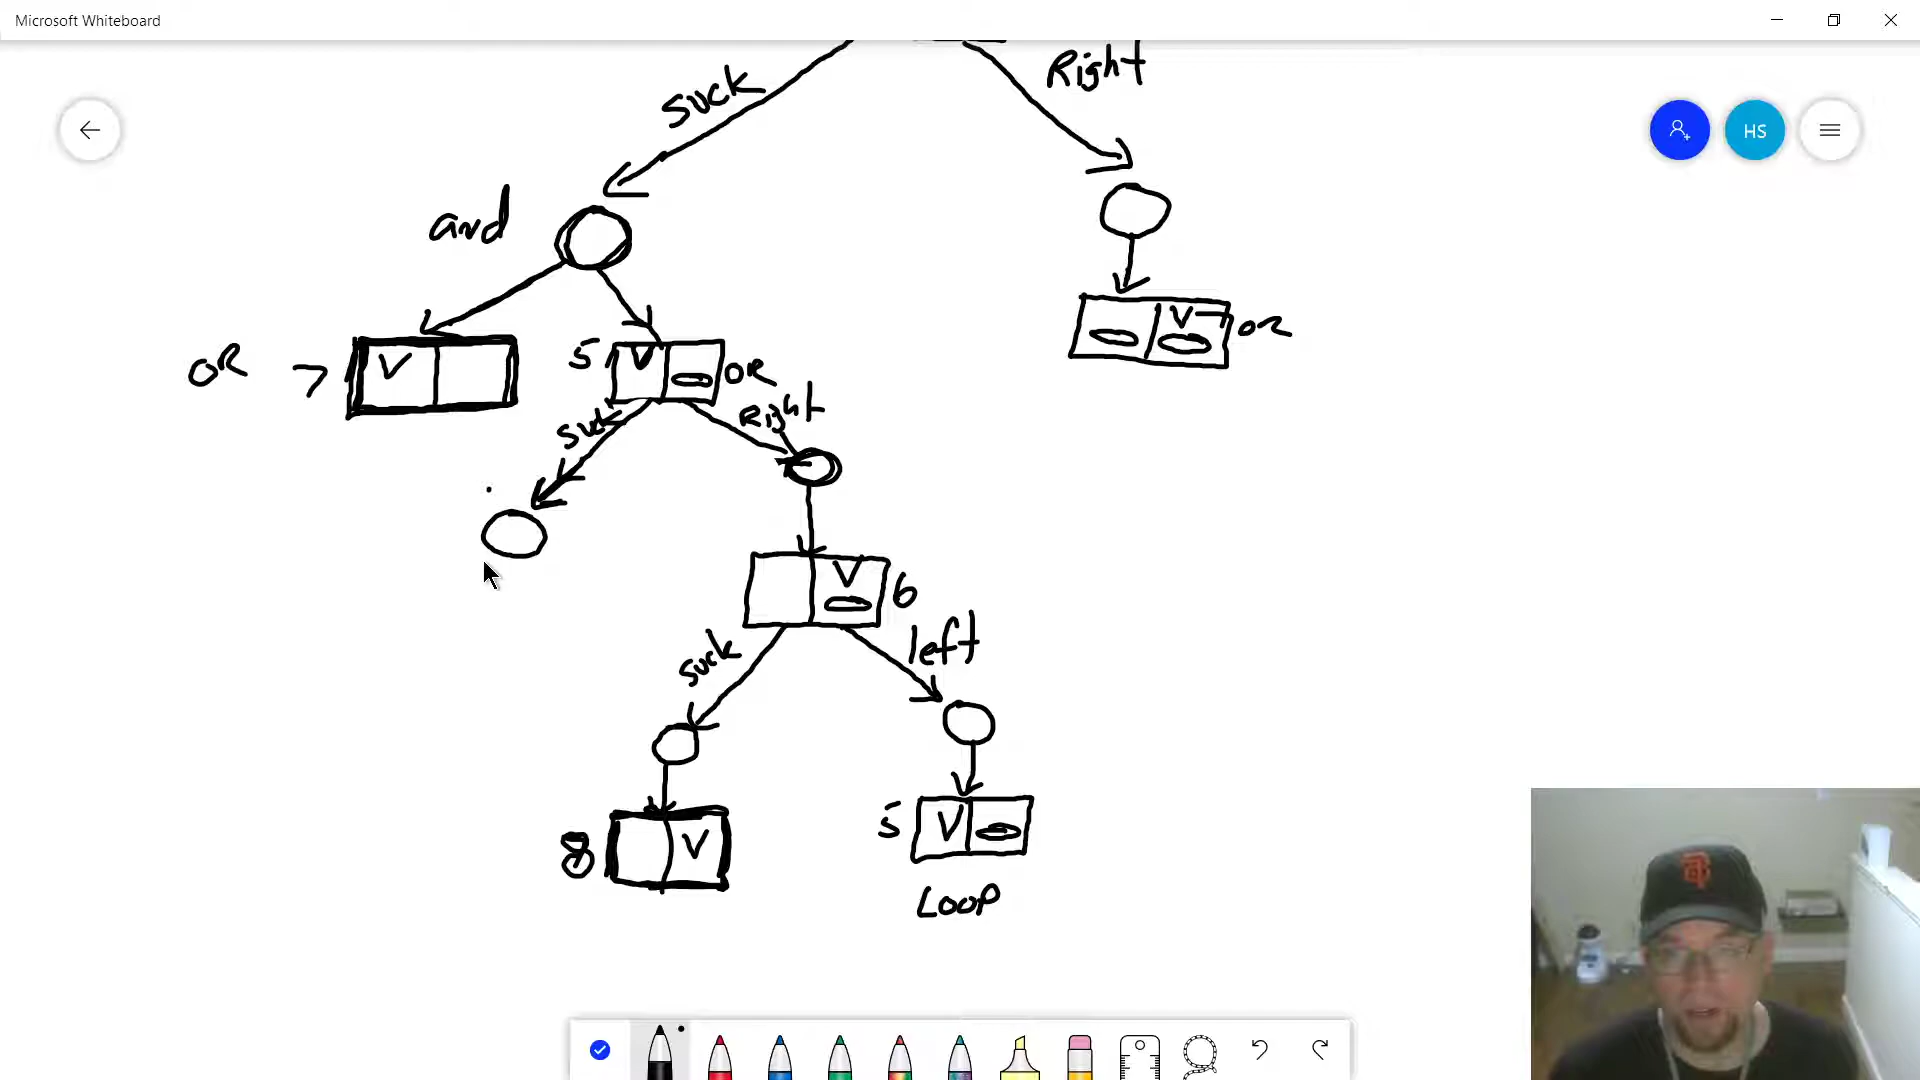 Microsoft Whiteboard
Right
suck
HS
and
V
OR
OR 7 V
5 V OR
suck
Right
V 6
suck
left
8 V
5 V
LOOP